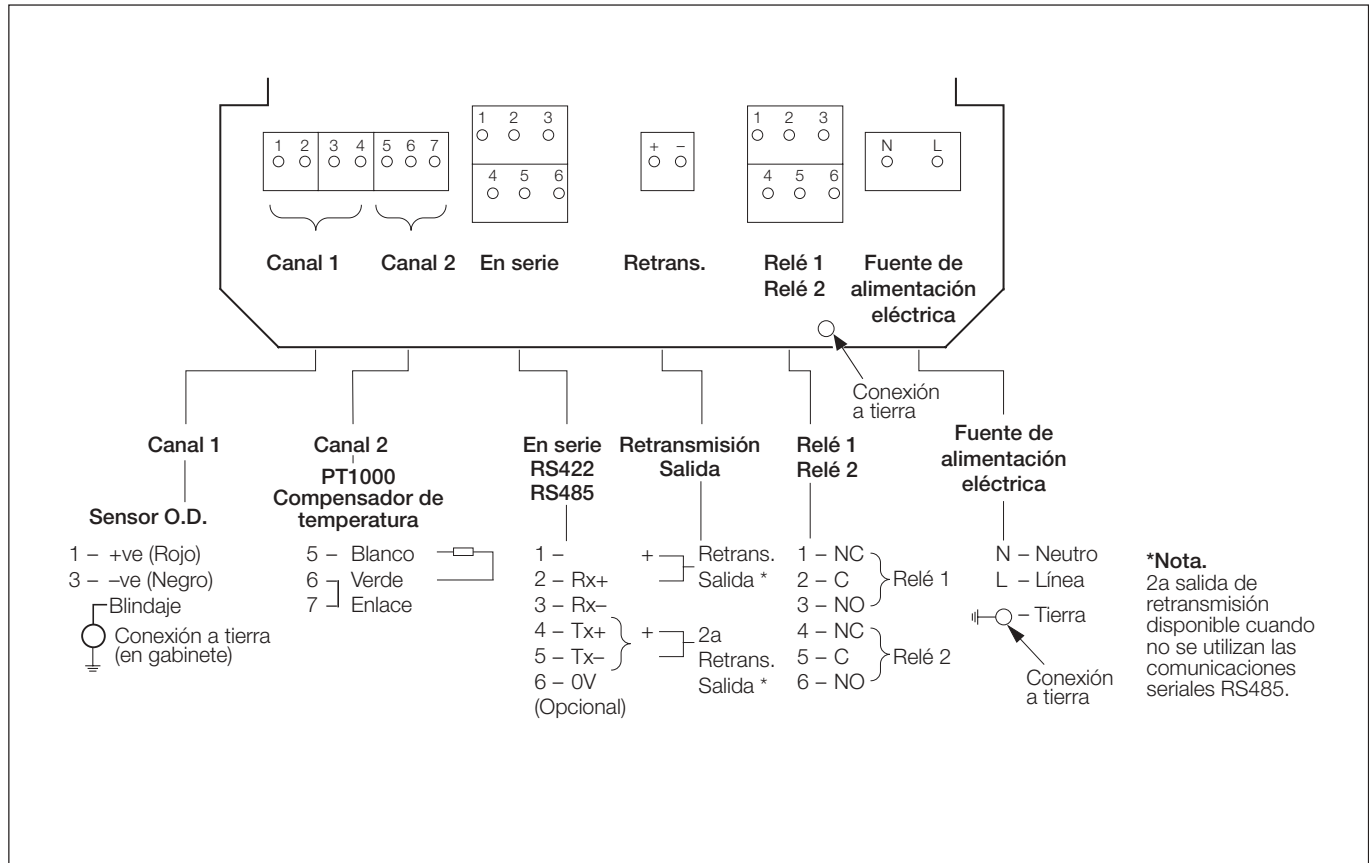 1 2 3 4 5 6 7
1 2 3
4 5 6
+ –
1 2 3
4 5 6
N L
Canal 1
Canal 2
En serie
Retrans.
Relé 1
Relé 2
Fuente de
alimentación
eléctrica
Conexión
a tierra
Canal 1
Sensor O.D.
1 – +ve (Rojo)
3 – –ve (Negro)
Blindaje
Conexión a tierra
(en gabinete)
Canal 2
PT1000
Compensador de
temperatura
5 – Blanco
6 Verde
7 Enlace
En serie
RS422
RS485
1 –
2 – Rx+
3 – Rx–
4 – Tx+
5 – Tx–
6 – 0V
(Opcional)
Retransmisión
Salida
+ Retrans.
– Salida *
+ 2a
– Retrans.
Salida *
Relé 1
Relé 2
1 – NC
2 – C
3 – NO
Relé 1
4 – NC
5 – C
6 – NO
Relé 2
Fuente de
alimentación
eléctrica
N – Neutro
L – Línea
– Tierra
Conexión
a tierra
*Nota.
2a salida de
retransmisión
disponible cuando
no se utilizan las
comunicaciones
seriales RS485.